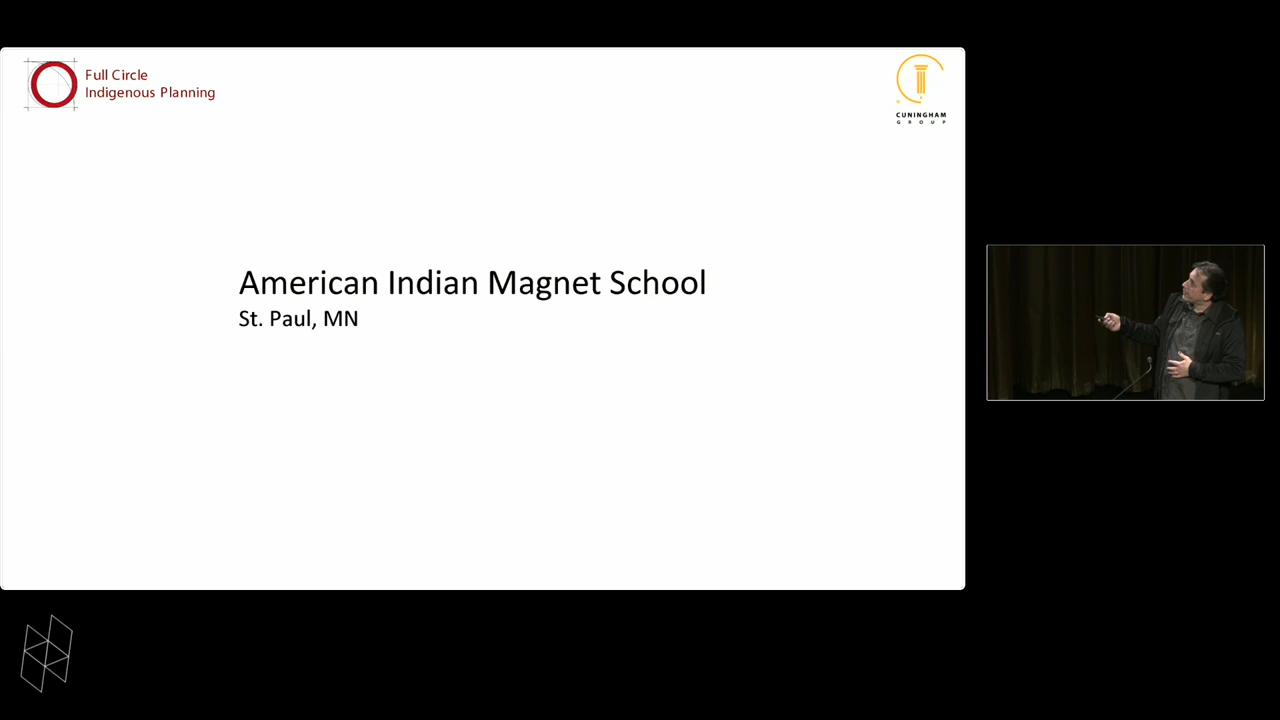 Full Circle
Indigenous Planning
CUNINGHAM
GROUP
American Indian Magnet School
St. Paul, MN